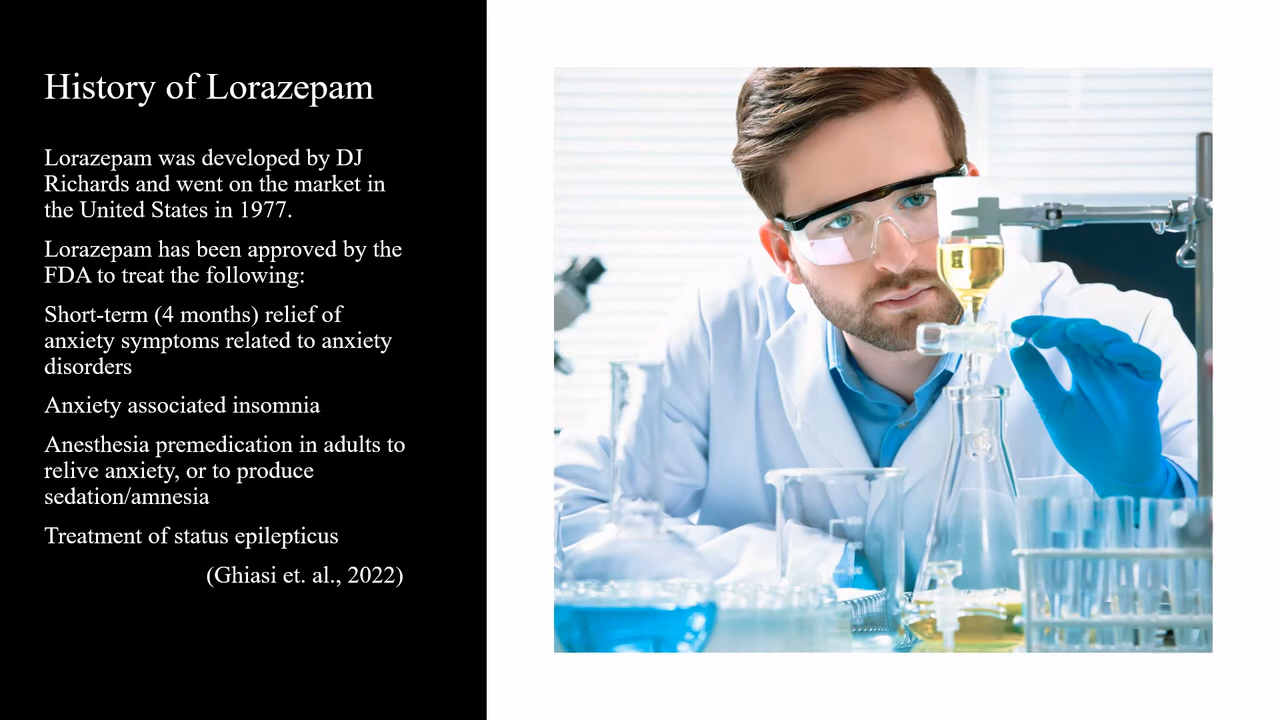 History of Lorazepam
Lorazepam was developed by DJ
Richards and went on the market in
the United States in 1977.
Lorazepam has been approved by the
FDA to treat the following:
Short-term (4 months) relief of
anxiety symptoms related to anxiety
disorders
Anxiety associated insomnia
Anesthesia premedication in adults to
relive anxiety, or to produce
sedation/amnesia
Treatment of status epilepticus
(Ghiasi et. al., 2022)